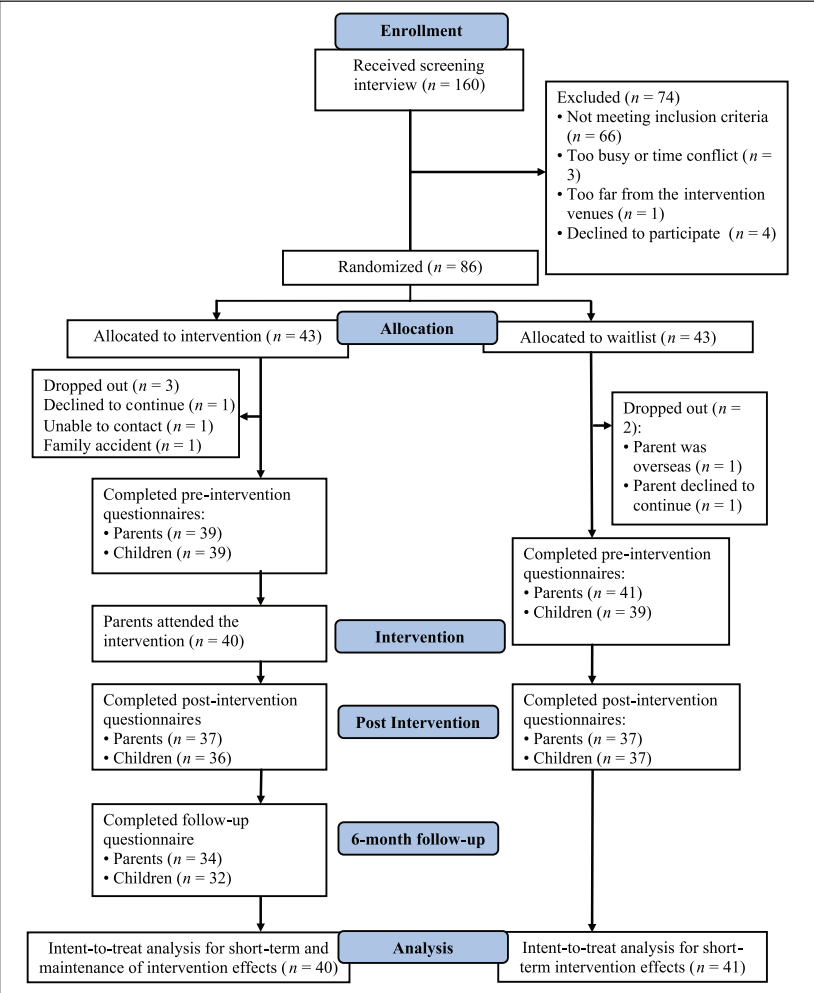 Enrollment
Received screening
interview (n = 160)
Excluded (n = 74)
• Not meeting inclusion criteria
(n = 66)
• Too busy or time conflict (n =
3)
• Too far from the intervention
venues (n = 1)
• Declined to participate (n = 4)
Randomized (n = 86)
Allocated to intervention (n = 43)
Allocation
Allocated to waitlist (n = 43)
Dropped out (n = 3)
Declined to continue (n = 1)
Unable to contact (n = 1)
Family accident (n = 1)
Dropped out (n =
2):
• Parent was
overseas (n = 1)
• Parent declined to
continue (n = 1)
Completed pre-intervention
questionnaires:
• Parents (n = 39)
• Children (n = 39)
Completed pre-intervention
questionnaires:
• Parents (n = 41)
• Children (n = 39)
Parents attended the
intervention (n = 40)
Intervention
Completed post-intervention
questionnaires
• Parents (n = 37)
• Children (n = 36)
Post Intervention
Completed post-intervention
questionnaires:
• Parents (n = 37)
• Children (n = 37)
Completed follow-up
questionnaire
• Parents (n = 34)
• Children (n = 32)
6-month follow-up
Intent-to-treat analysis for short-term and
maintenance of intervention effects (n = 40)
Analysis
Intent-to-treat analysis for short-
term intervention effects (n = 41)